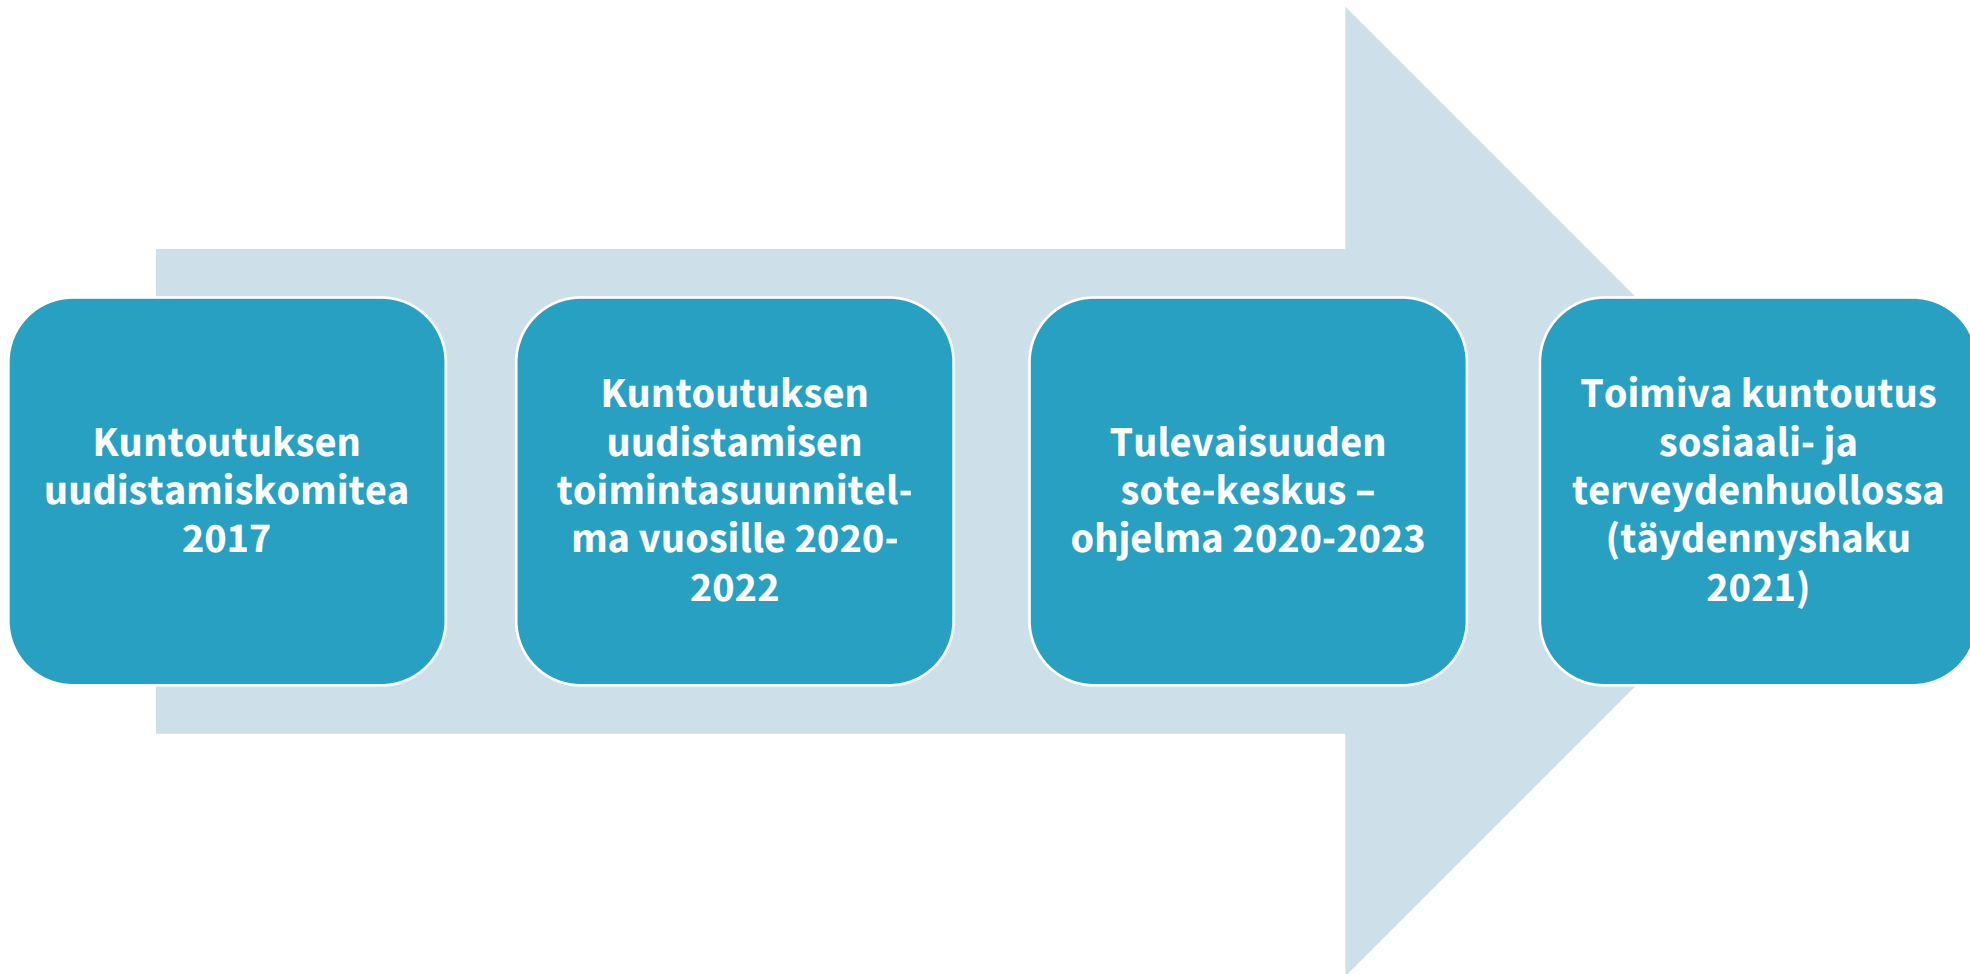 Kuntoutuksen
uudistamiskomitea
2017
Kuntoutuksen
uudistamisen
toimintasuunnitel-
ma vuosille 2020-
2022
Tulevaisuuden
sote-keskus –
ohjelma 2020-2023
Toimiva kuntoutus
sosiaali- ja
terveydenhuollossa
(täydennyshaku
2021)